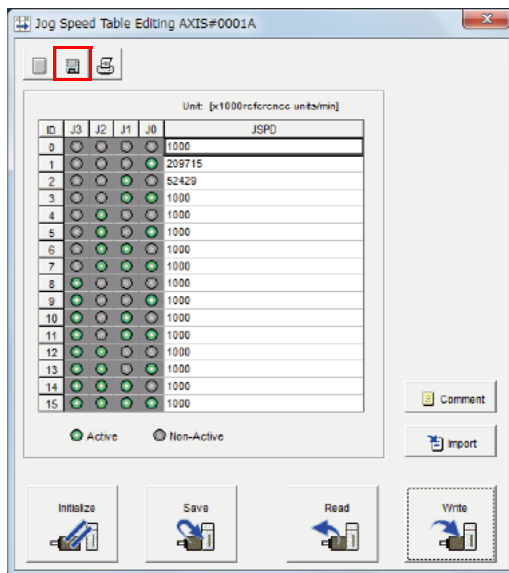 Jog Speed Table Editing AXIS#0001A
Unit: [x1000reference units/min]
ID J3 J2 J1 J0 JSPD
0 1000
1 209715
2 52429
3 1000
4 1000
5 1000
6 1000
7 1000
8 1000
9 1000
10 1000
11 1000
12 1000
13 1000
14 1000
15 1000
Active Non-Active
Comment
Import
Initialize Save Read Write